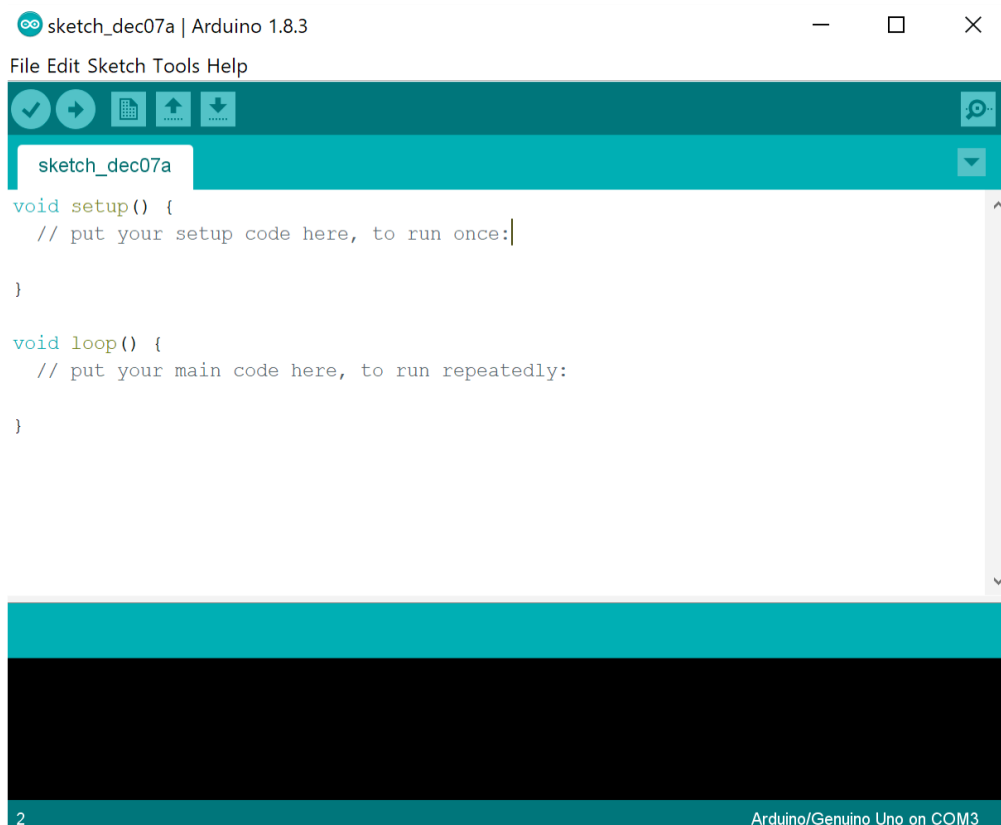 sketch_dec07a | Arduino 1.8.3
File Edit Sketch Tools Help
sketch_dec07a
void setup() {
  // put your setup code here, to run once:
}
void loop() {
  // put your main code here, to run repeatedly:
}
2 Arduino/Genuino Uno on COM3